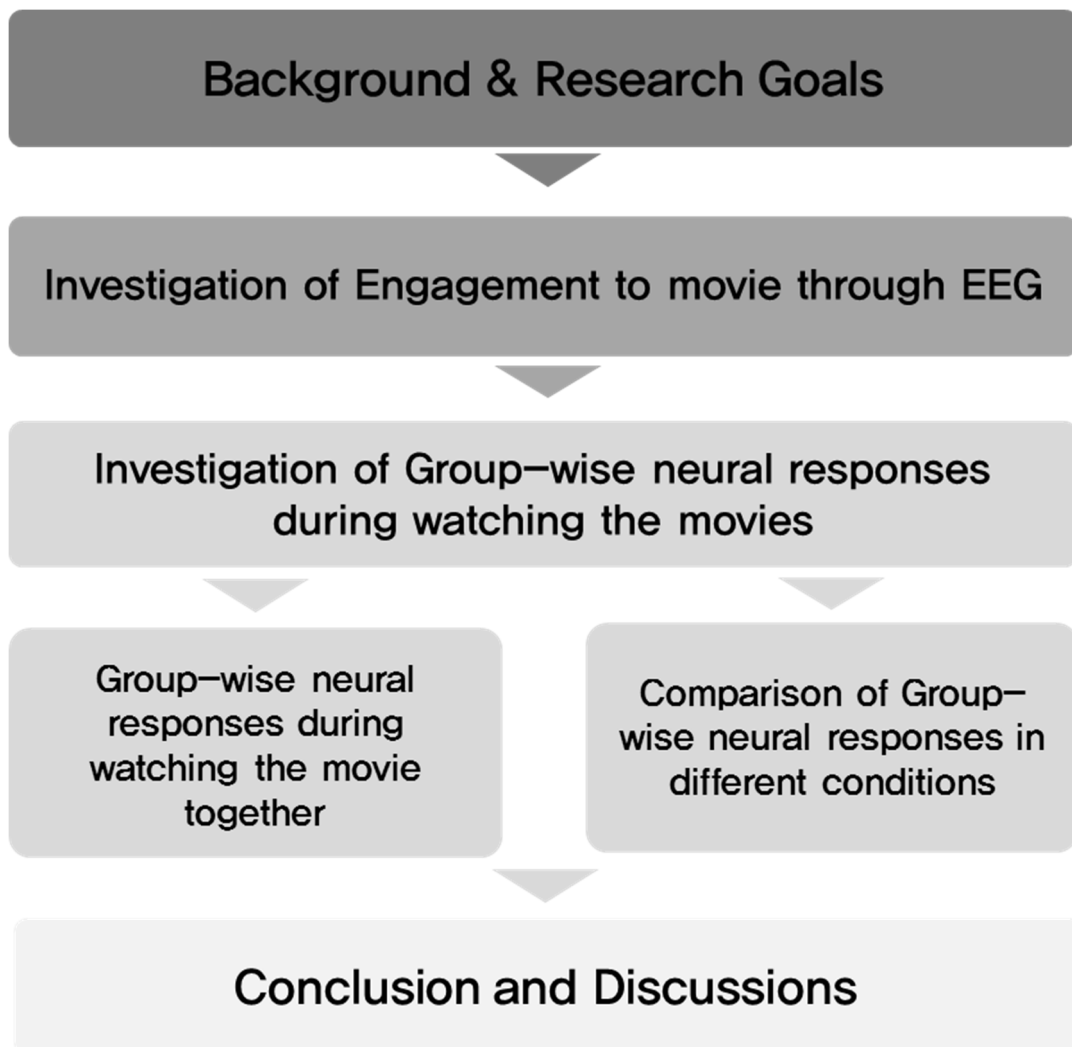 Background & Research Goals
Investigation of Engagement to movie through EEG
Investigation of Group–wise neural responses
during watching the movies
Group–wise neural
responses during
watching the movie
together
Comparison of Group–
wise neural responses in
different conditions
Conclusion and Discussions